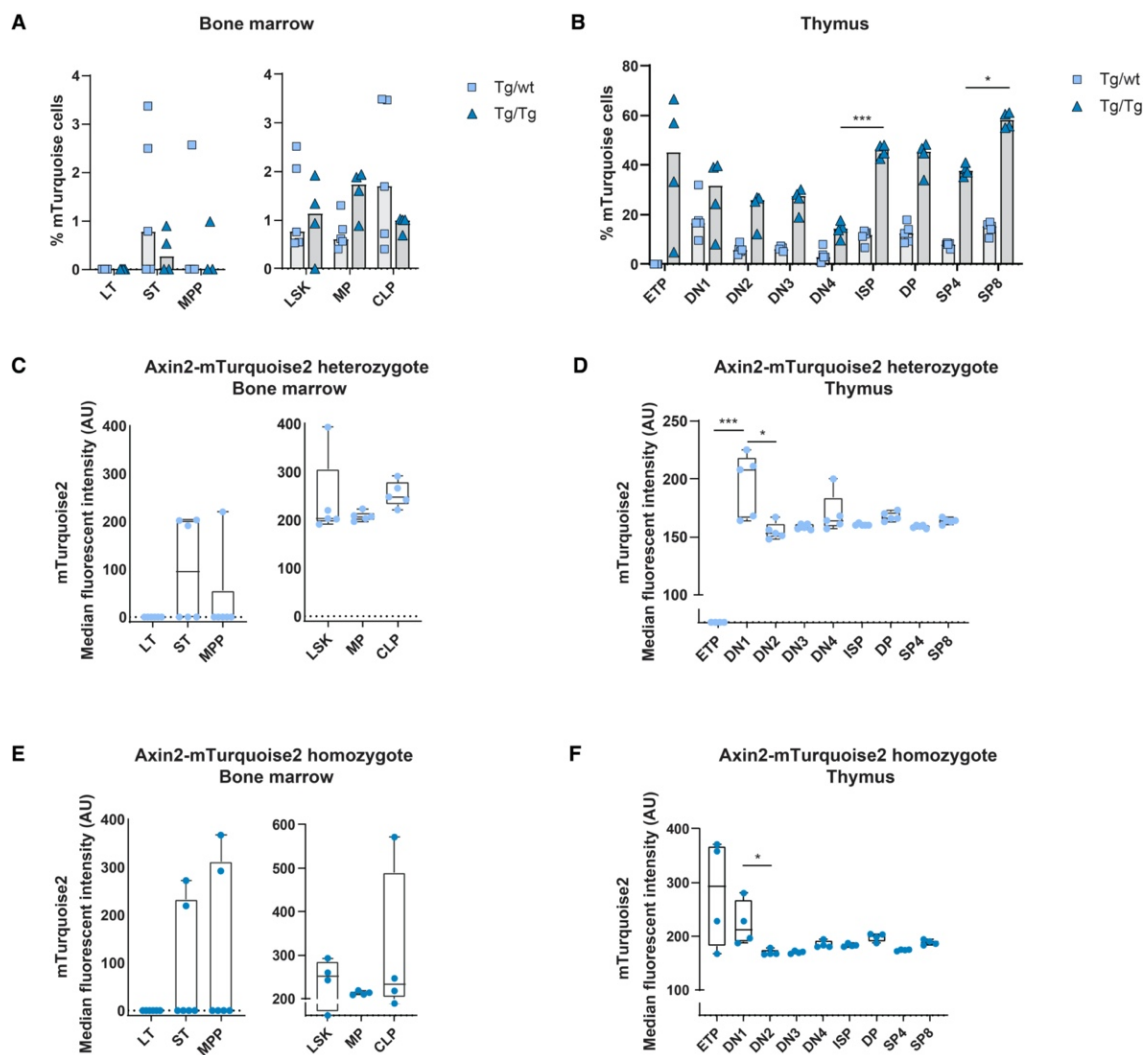 A
Bone marrow
% mTurquoise cells
4
3
2
1
0
LT
ST
MPP
4
3
2
1
0
LSK
MP
CLP
Tg/wt
Tg/Tg
B
Thymus
% mTurquoise cells
80
60
40
20
0
***
*
ETP
DN1
DN2
DN3
DN4
ISP
DP
SP4
SP8
Tg/wt
Tg/Tg
C
Axin2-mTurquoise2 heterozygote
Bone marrow
mTurquoise2
Median fluorescent intensity (AU)
400
300
200
100
0
LT
ST
MPP
400
300
200
100
0
LSK
MP
CLP
D
Axin2-mTurquoise2 heterozygote
Thymus
mTurquoise2
Median fluorescent intensity (AU)
250
200
150
100
***
*
ETP
DN1
DN2
DN3
DN4
ISP
DP
SP4
SP8
E
Axin2-mTurquoise2 homozygote
Bone marrow
mTurquoise2
Median fluorescent intensity (AU)
400
300
200
100
0
LT
ST
MPP
600
500
400
300
200
LSK
MP
CLP
F
Axin2-mTurquoise2 homozygote
Thymus
mTurquoise2
Median fluorescent intensity (AU)
400
300
200
100
*
ETP
DN1
DN2
DN3
DN4
ISP
DP
SP4
SP8